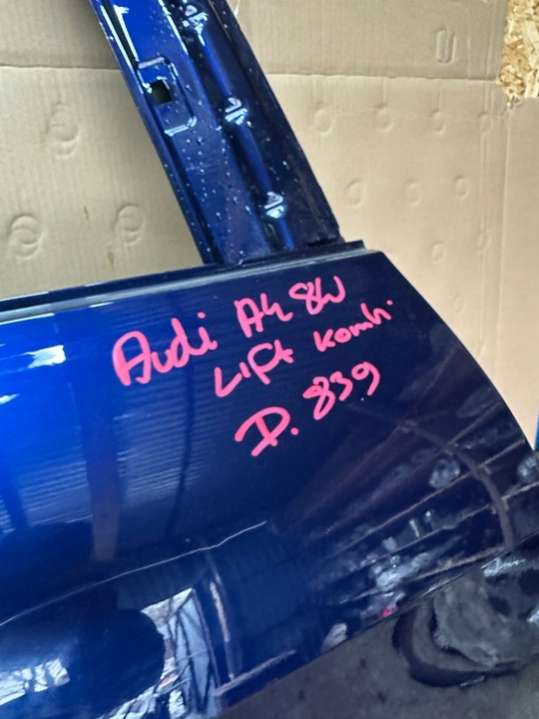 Audi A4 8W
Lift komb.
D. 839